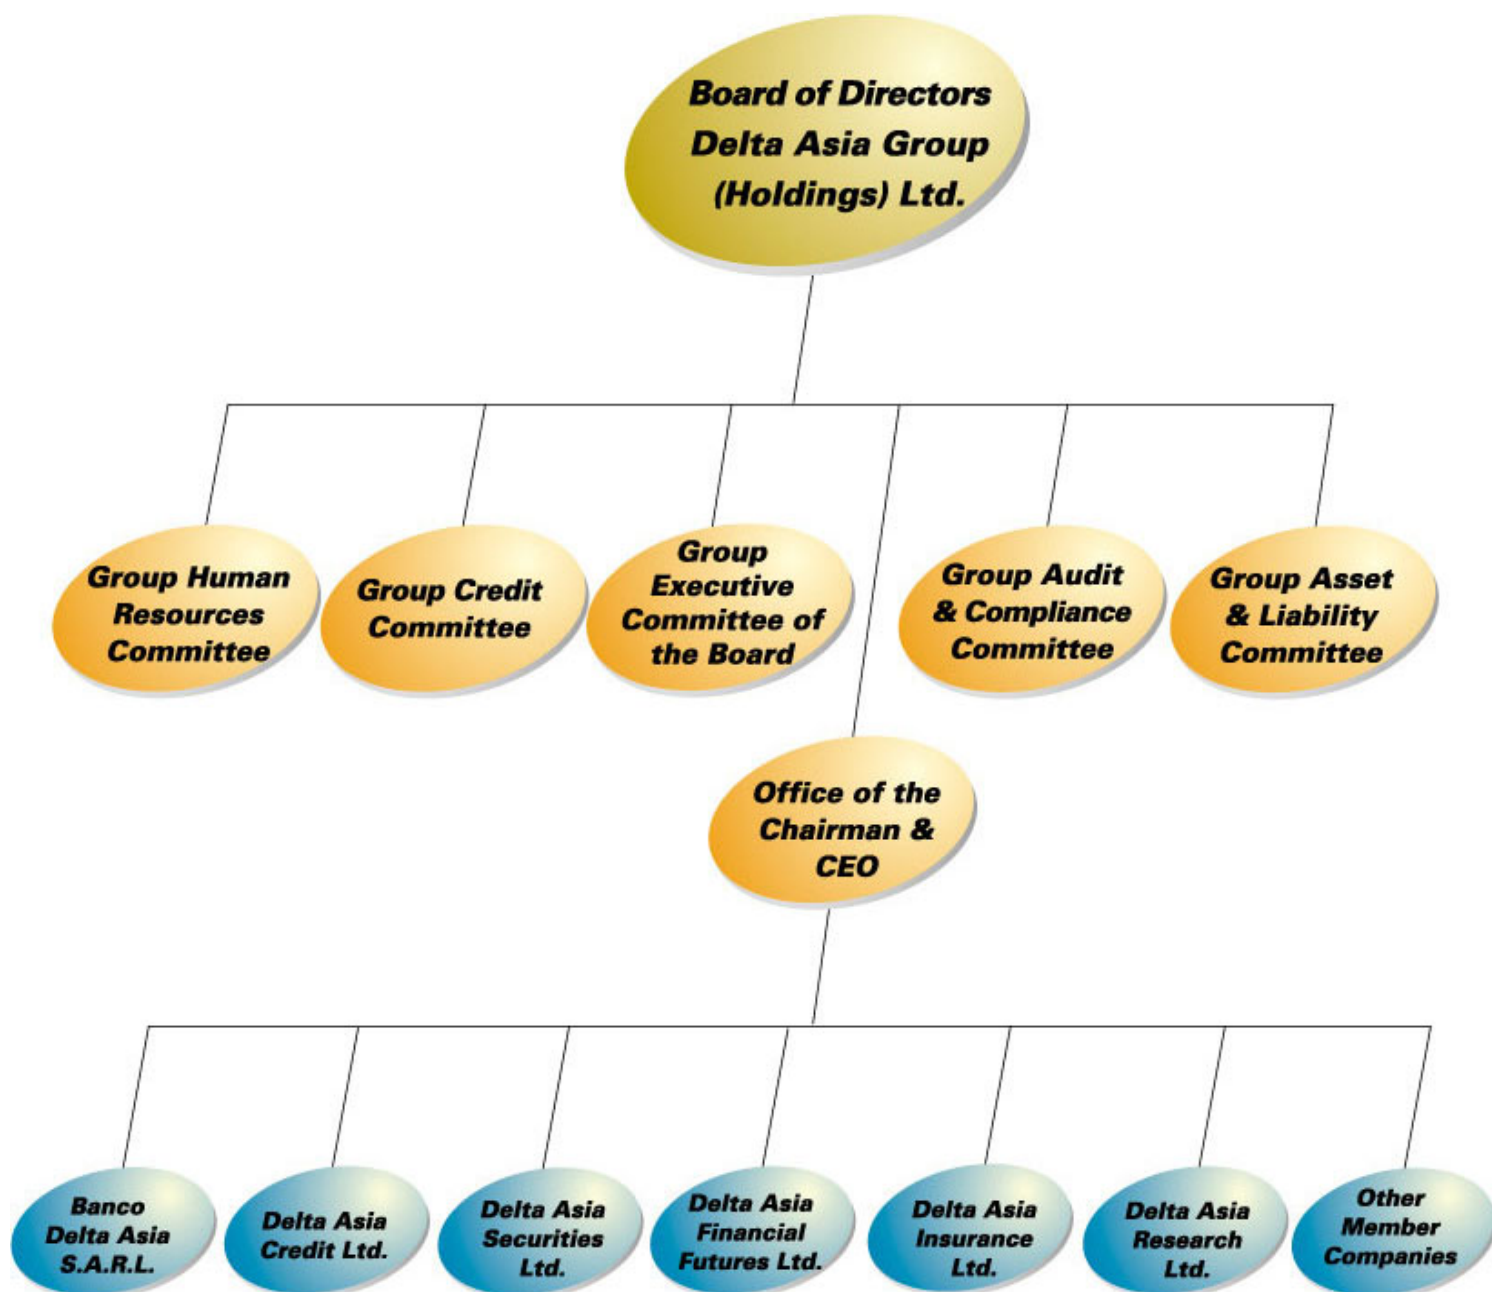 Board of Directors
Delta Asia Group
(Holdings) Ltd.
Group Human
Resources
Committee
Group Credit
Committee
Group
Executive
Committee of
the Board
Group Audit
& Compliance
Committee
Group Asset
& Liability
Committee
Office of the
Chairman &
CEO
Banco
Delta Asia
S.A.R.L.
Delta Asia
Credit Ltd.
Delta Asia
Securities
Ltd.
Delta Asia
Financial
Futures Ltd.
Delta Asia
Insurance
Ltd.
Delta Asia
Research
Ltd.
Other
Member
Companies